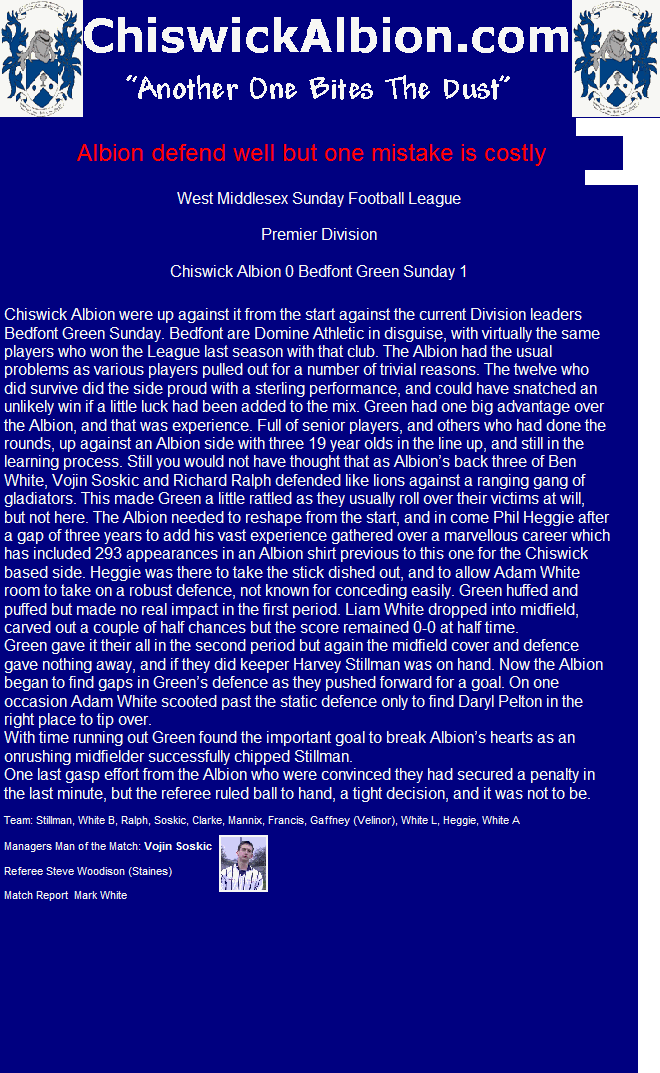 ChiswickAlbion.com
“Another One Bites The Dust”
Albion defend well but one mistake is costly
West Middlesex Sunday Football League
Premier Division
Chiswick Albion 0 Bedfont Green Sunday 1
Chiswick Albion were up against it from the start against the current Division leaders
Bedfont Green Sunday. Bedfont are Domine Athletic in disguise, with virtually the same
players who won the League last season with that club. The Albion had the usual
problems as various players pulled out for a number of trivial reasons. The twelve who
did survive did the side proud with a sterling performance, and could have snatched an
unlikely win if a little luck had been added to the mix. Green had one big advantage over
the Albion, and that was experience. Full of senior players, and others who had done the
rounds, up against an Albion side with three 19 year olds in the line up, and still in the
learning process. Still you would not have thought that as Albion’s back three of Ben
White, Vojin Soskic and Richard Ralph defended like lions against a ranging gang of
gladiators. This made Green a little rattled as they usually roll over their victims at will,
but not here. The Albion needed to reshape from the start, and in come Phil Heggie after
a gap of three years to add his vast experience gathered over a marvellous career which
has included 293 appearances in an Albion shirt previous to this one for the Chiswick
based side. Heggie was there to take the stick dished out, and to allow Adam White
room to take on a robust defence, not known for conceding easily. Green huffed and
puffed but made no real impact in the first period. Liam White dropped into midfield,
carved out a couple of half chances but the score remained 0-0 at half time.
Green gave it their all in the second period but again the midfield cover and defence
gave nothing away, and if they did keeper Harvey Stillman was on hand. Now the Albion
began to find gaps in Green’s defence as they pushed forward for a goal. On one
occasion Adam White scooted past the static defence only to find Daryl Pelton in the
right place to tip over.
With time running out Green found the important goal to break Albion’s hearts as an
onrushing midfielder successfully chipped Stillman.
One last gasp effort from the Albion who were convinced they had secured a penalty in
the last minute, but the referee ruled ball to hand, a tight decision, and it was not to be.
Team: Stillman, White B, Ralph, Soskic, Clarke, Mannix, Francis, Gaffney (Velinor), White L, Heggie, White A
Managers Man of the Match: Vojin Soskic
Referee Steve Woodison (Staines)
Match Report Mark White